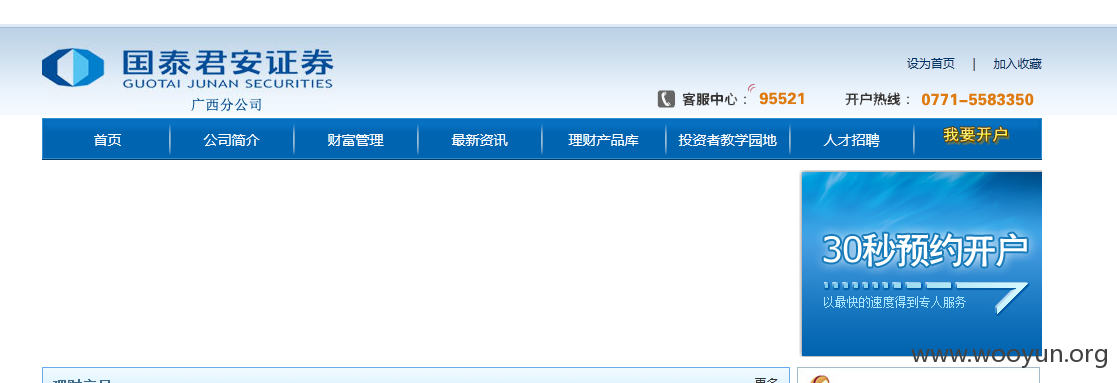 国泰君安证券
GUOTAI JUNAN SECURITIES
广西分公司
设为首页 | 加入收藏
客服中心： 95521 开户热线： 0771-5583350
首页 公司简介 财富管理 最新资讯 理财产品库 投资者教学园地 人才招聘 我要开户
30秒预约开户
以最快的速度得到专人服务
www.wooyun.org
理财产品 更多